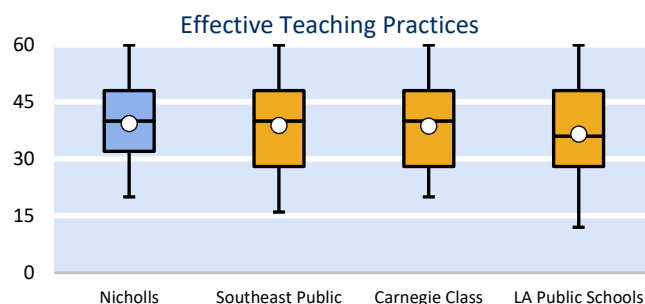 Effective Teaching Practices
60
45
30
15
0
Nicholls Southeast Public Carnegie Class LA Public Schools